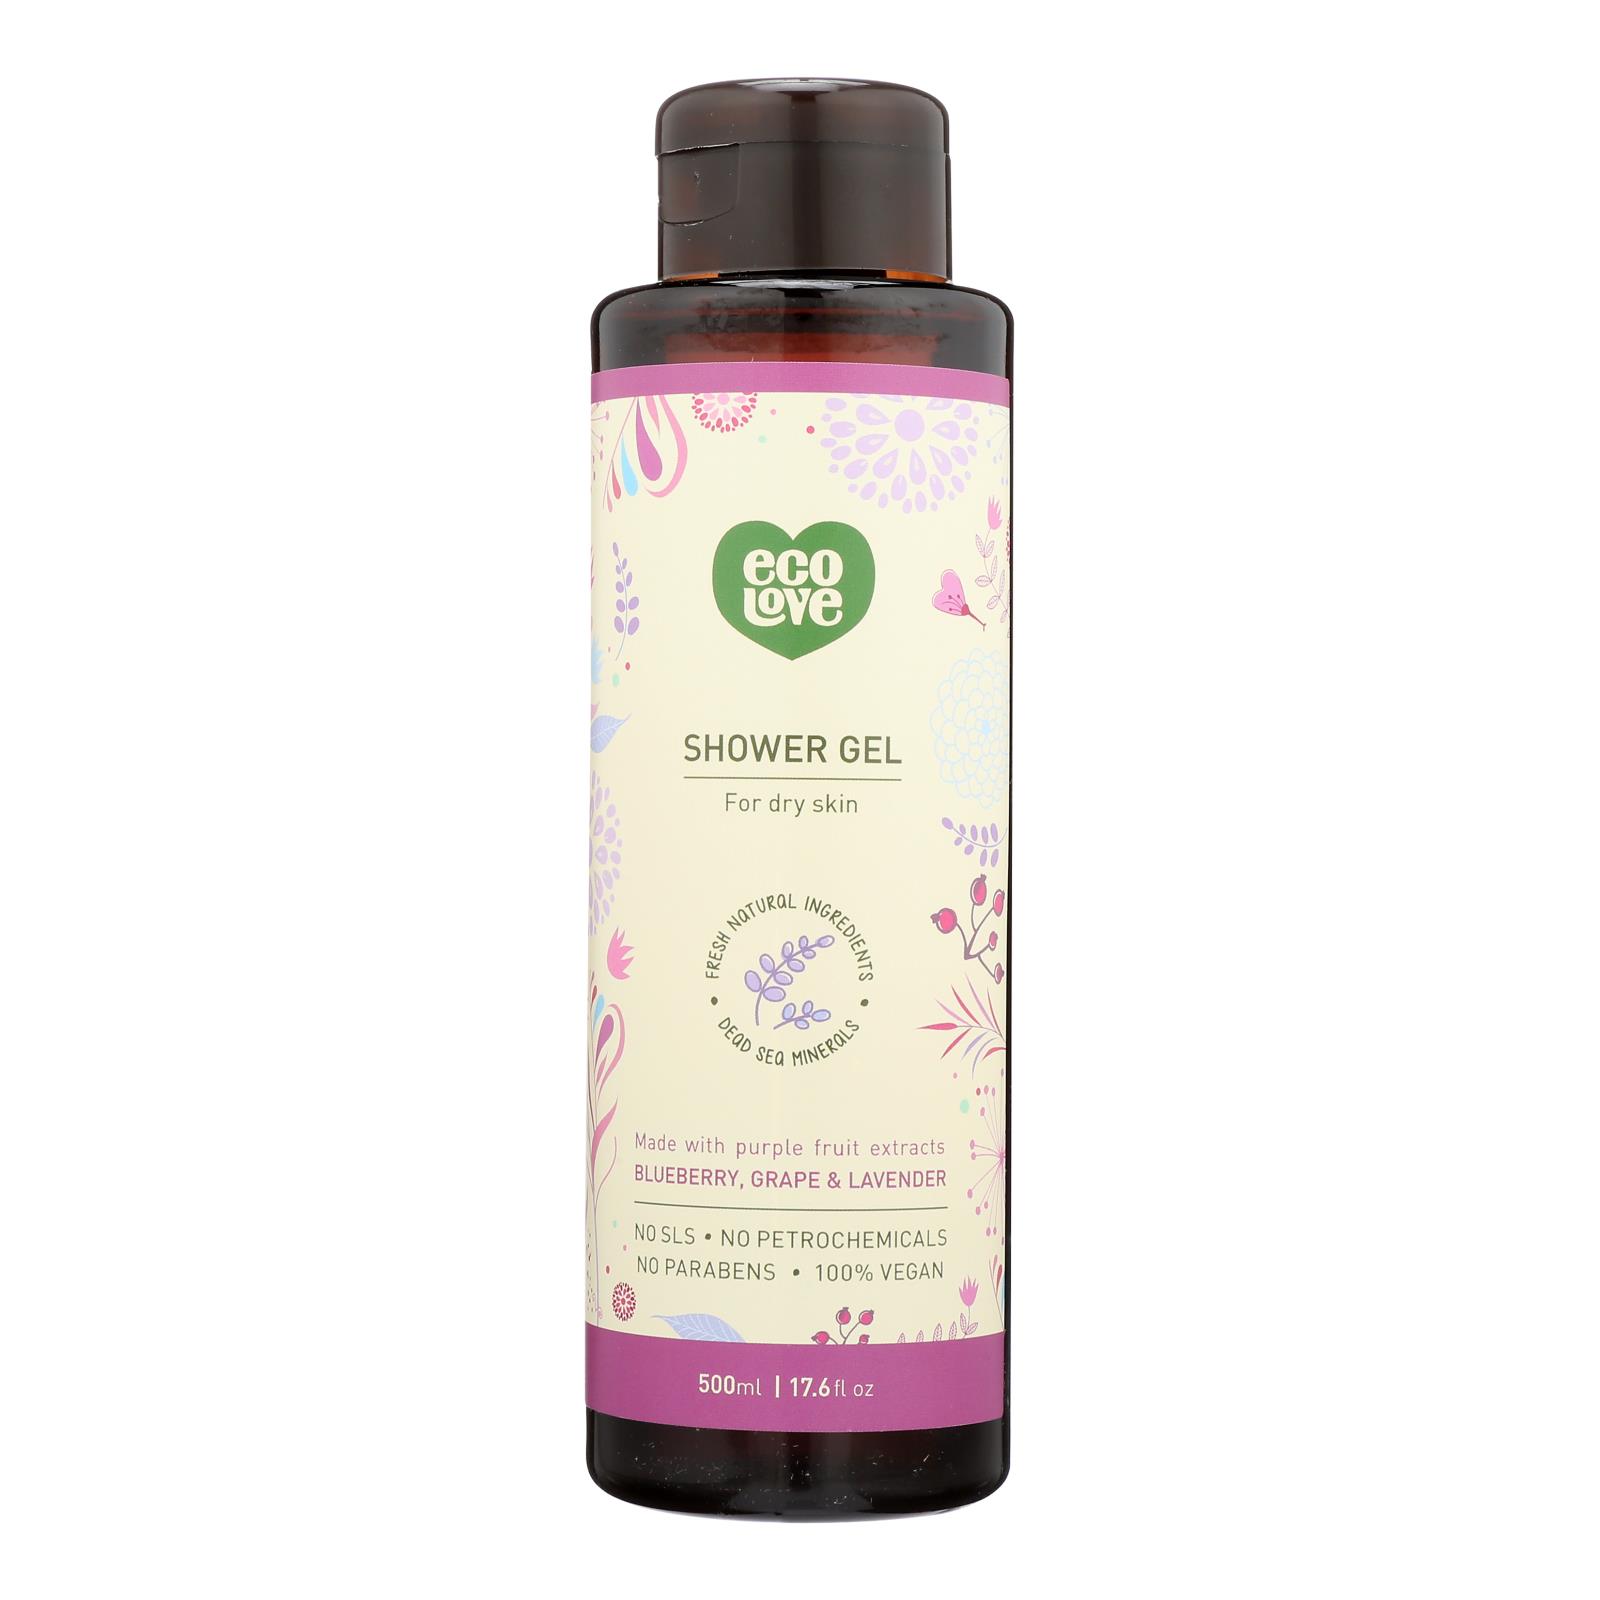 eco
Love
SHOWER GEL
For dry skin
FRESH NATURAL INGREDIENTS
• DEAD SEA MINERALS •
Made with purple fruit extracts
BLUEBERRY, GRAPE & LAVENDER
NO SLS • NO PETROCHEMICALS
NO PARABENS • 100% VEGAN
500ml | 17.6 fl oz